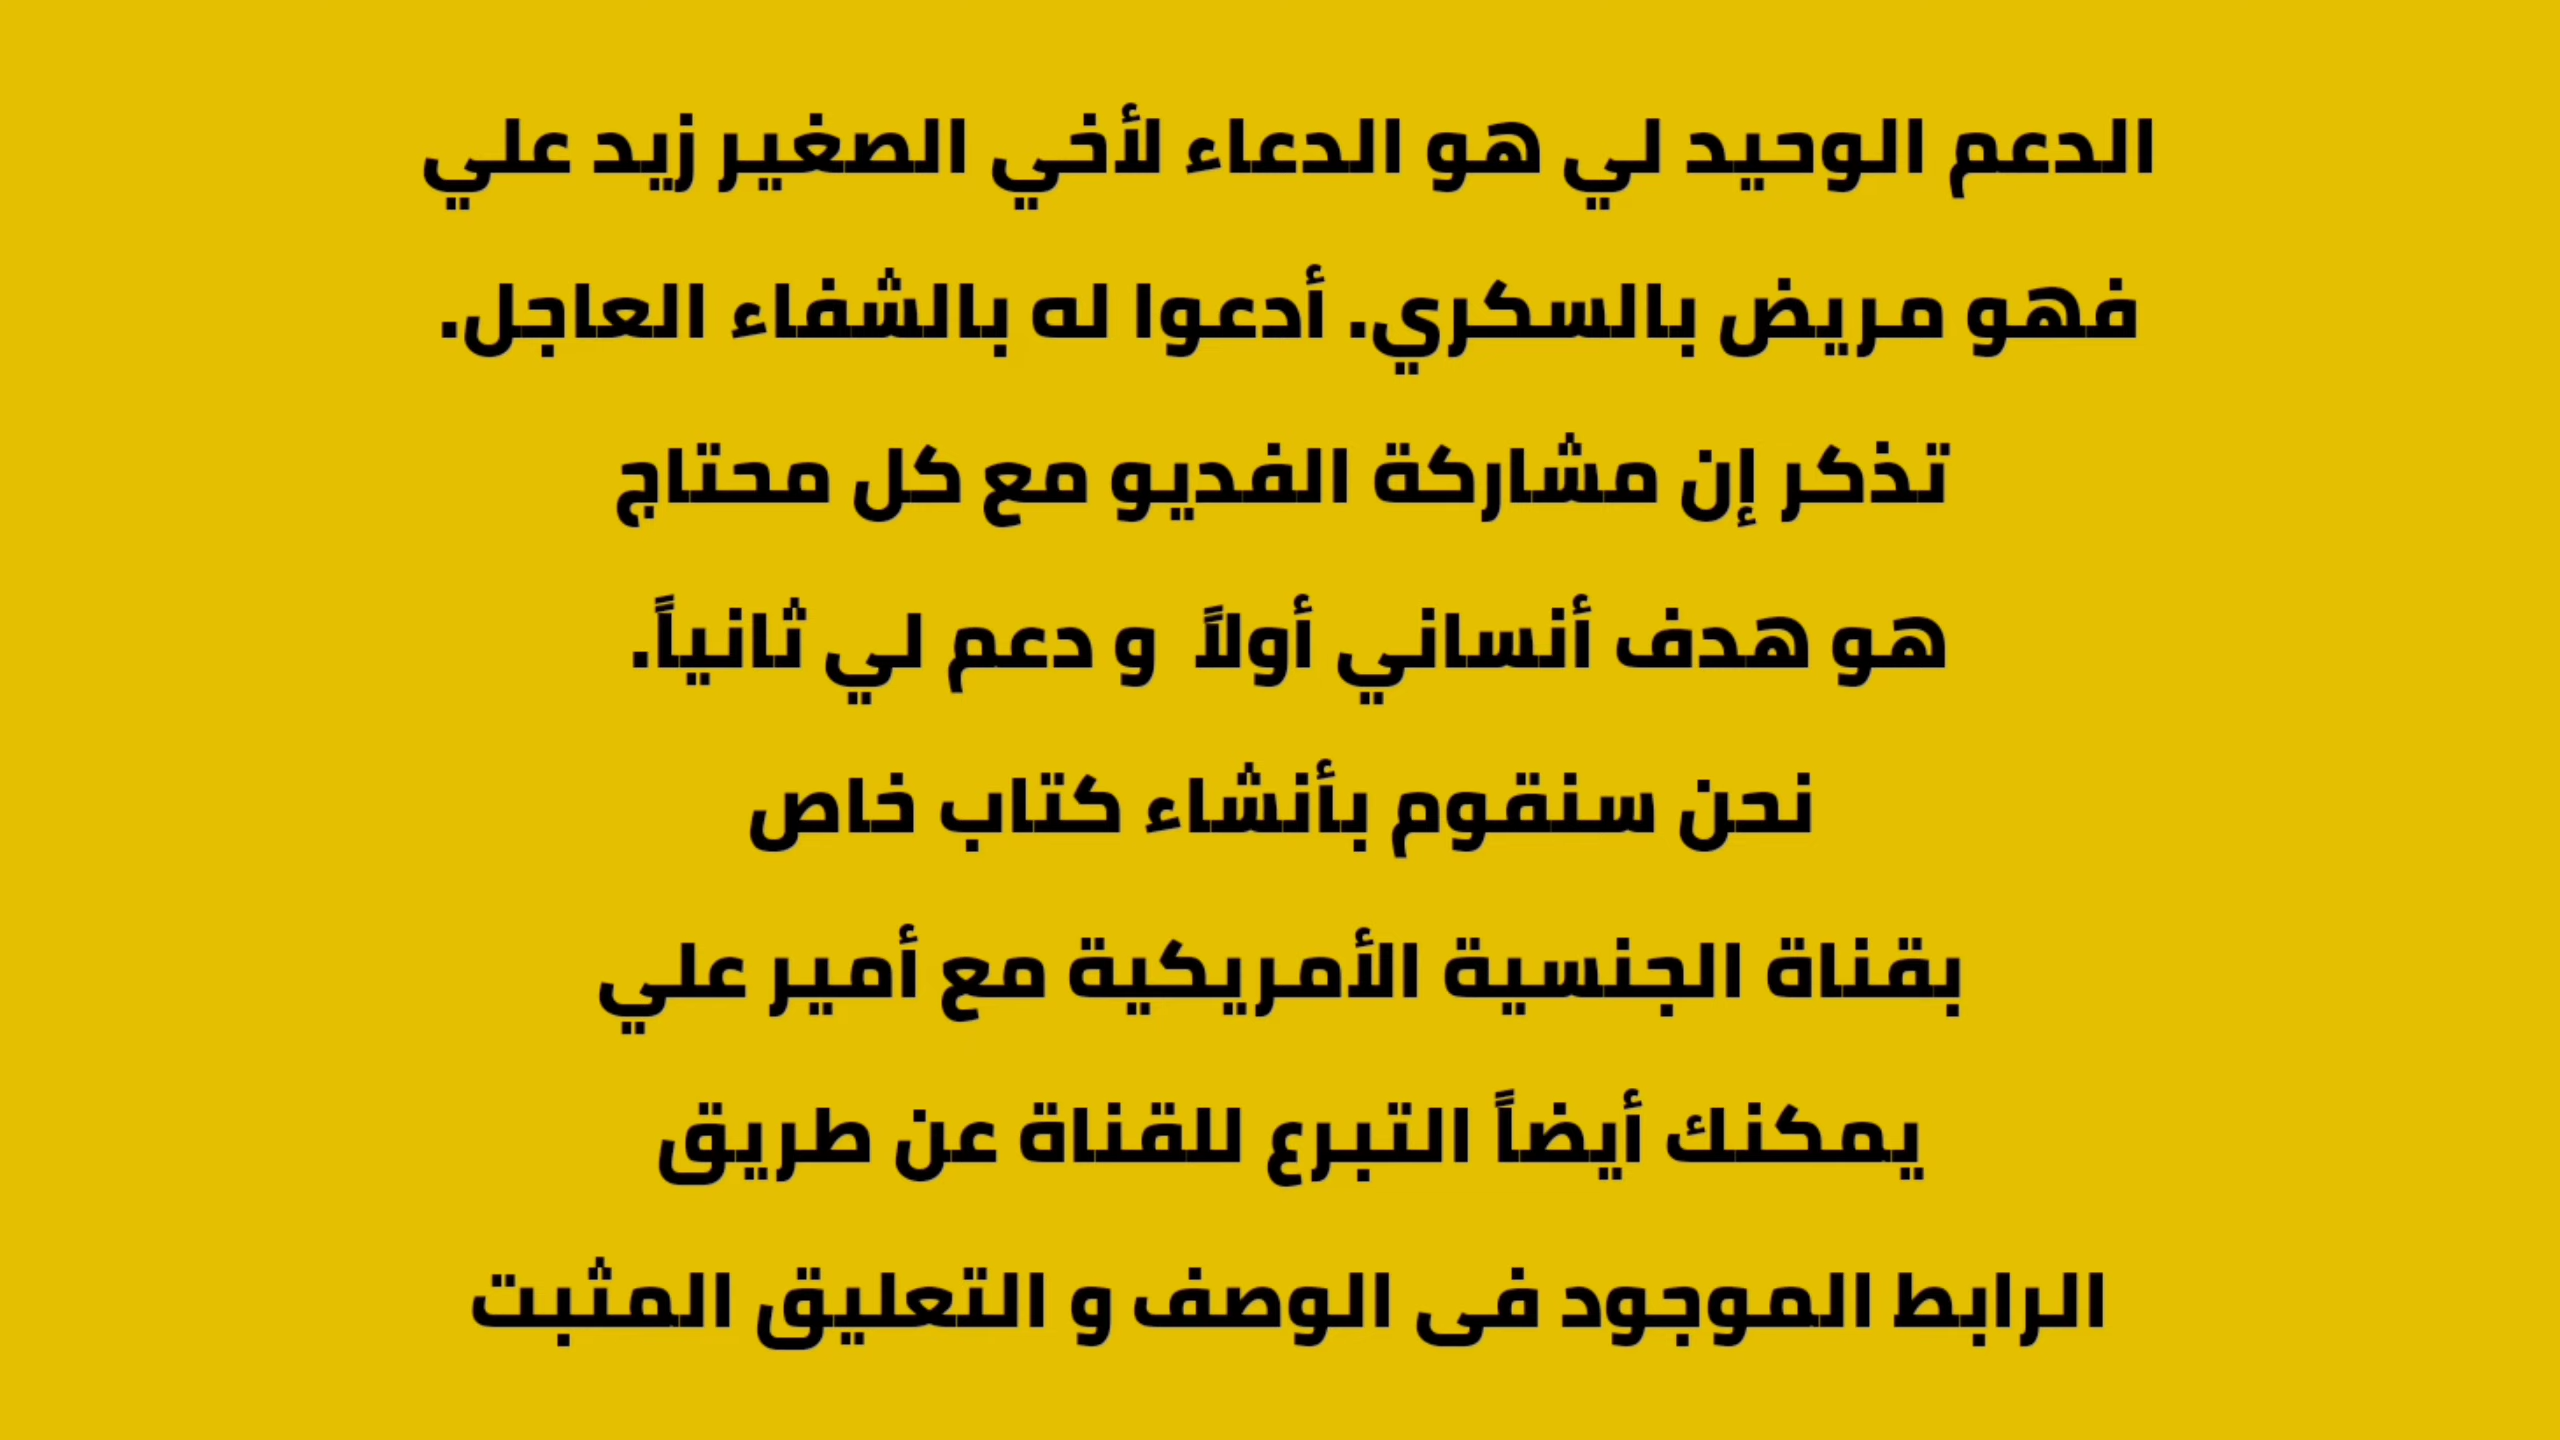 الدعم الوحيد لي هو الدعاء لأخي الصغير زيد علي
فهو مريض بالسكري. أدعوا له بالشفاء العاجل.
تذكر إن مشاركة الفديو مع كل محتاج
هو هدف أنساني أولاً و دعم لي ثانياً.
نحن سنقوم بأنشاء كتاب خاص
بقناة الجنسية الأمريكية مع أمير علي
يمكنك أيضاً التبرع للقناة عن طريق
الرابط الموجود فى الوصف و التعليق المثبت